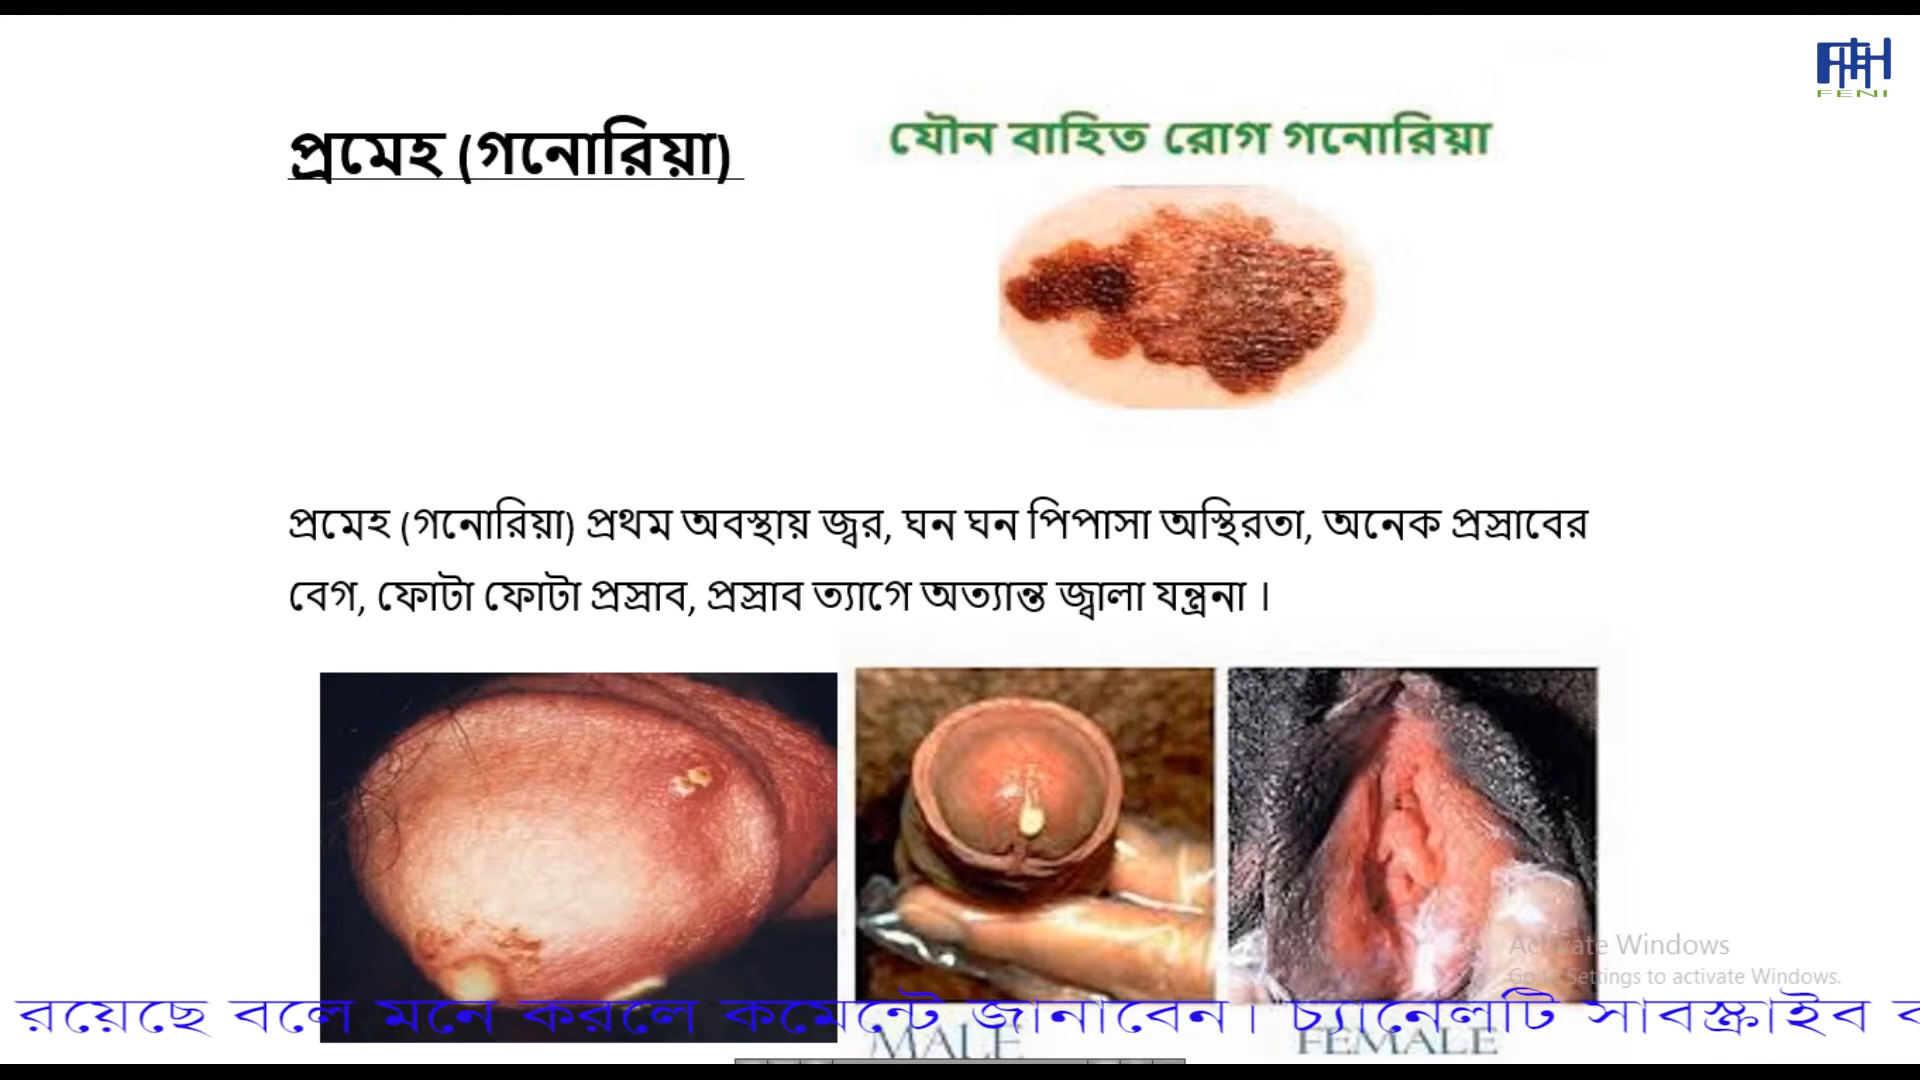 FENI
প্রমেহ (গনোরিয়া)
যৌন বাহিত রোগ গনোরিয়া
প্রমেহ (গনোরিয়া) প্রথম অবস্থায় জ্বর, ঘন ঘন পিপাসা অস্থিরতা, অনেক প্রস্রাবের
বেগ, ফোটা ফোটা প্রস্রাব, প্রস্রাব ত্যাগে অত্যান্ত জ্বালা যন্ত্রনা ।
Activate Windows
Go to Settings to activate Windows.
রয়েছে বলে মনে করলে কমেন্টে জানাবেন। চ্যানেলটি সাবস্ক্রাইব
MALE
FEMALE